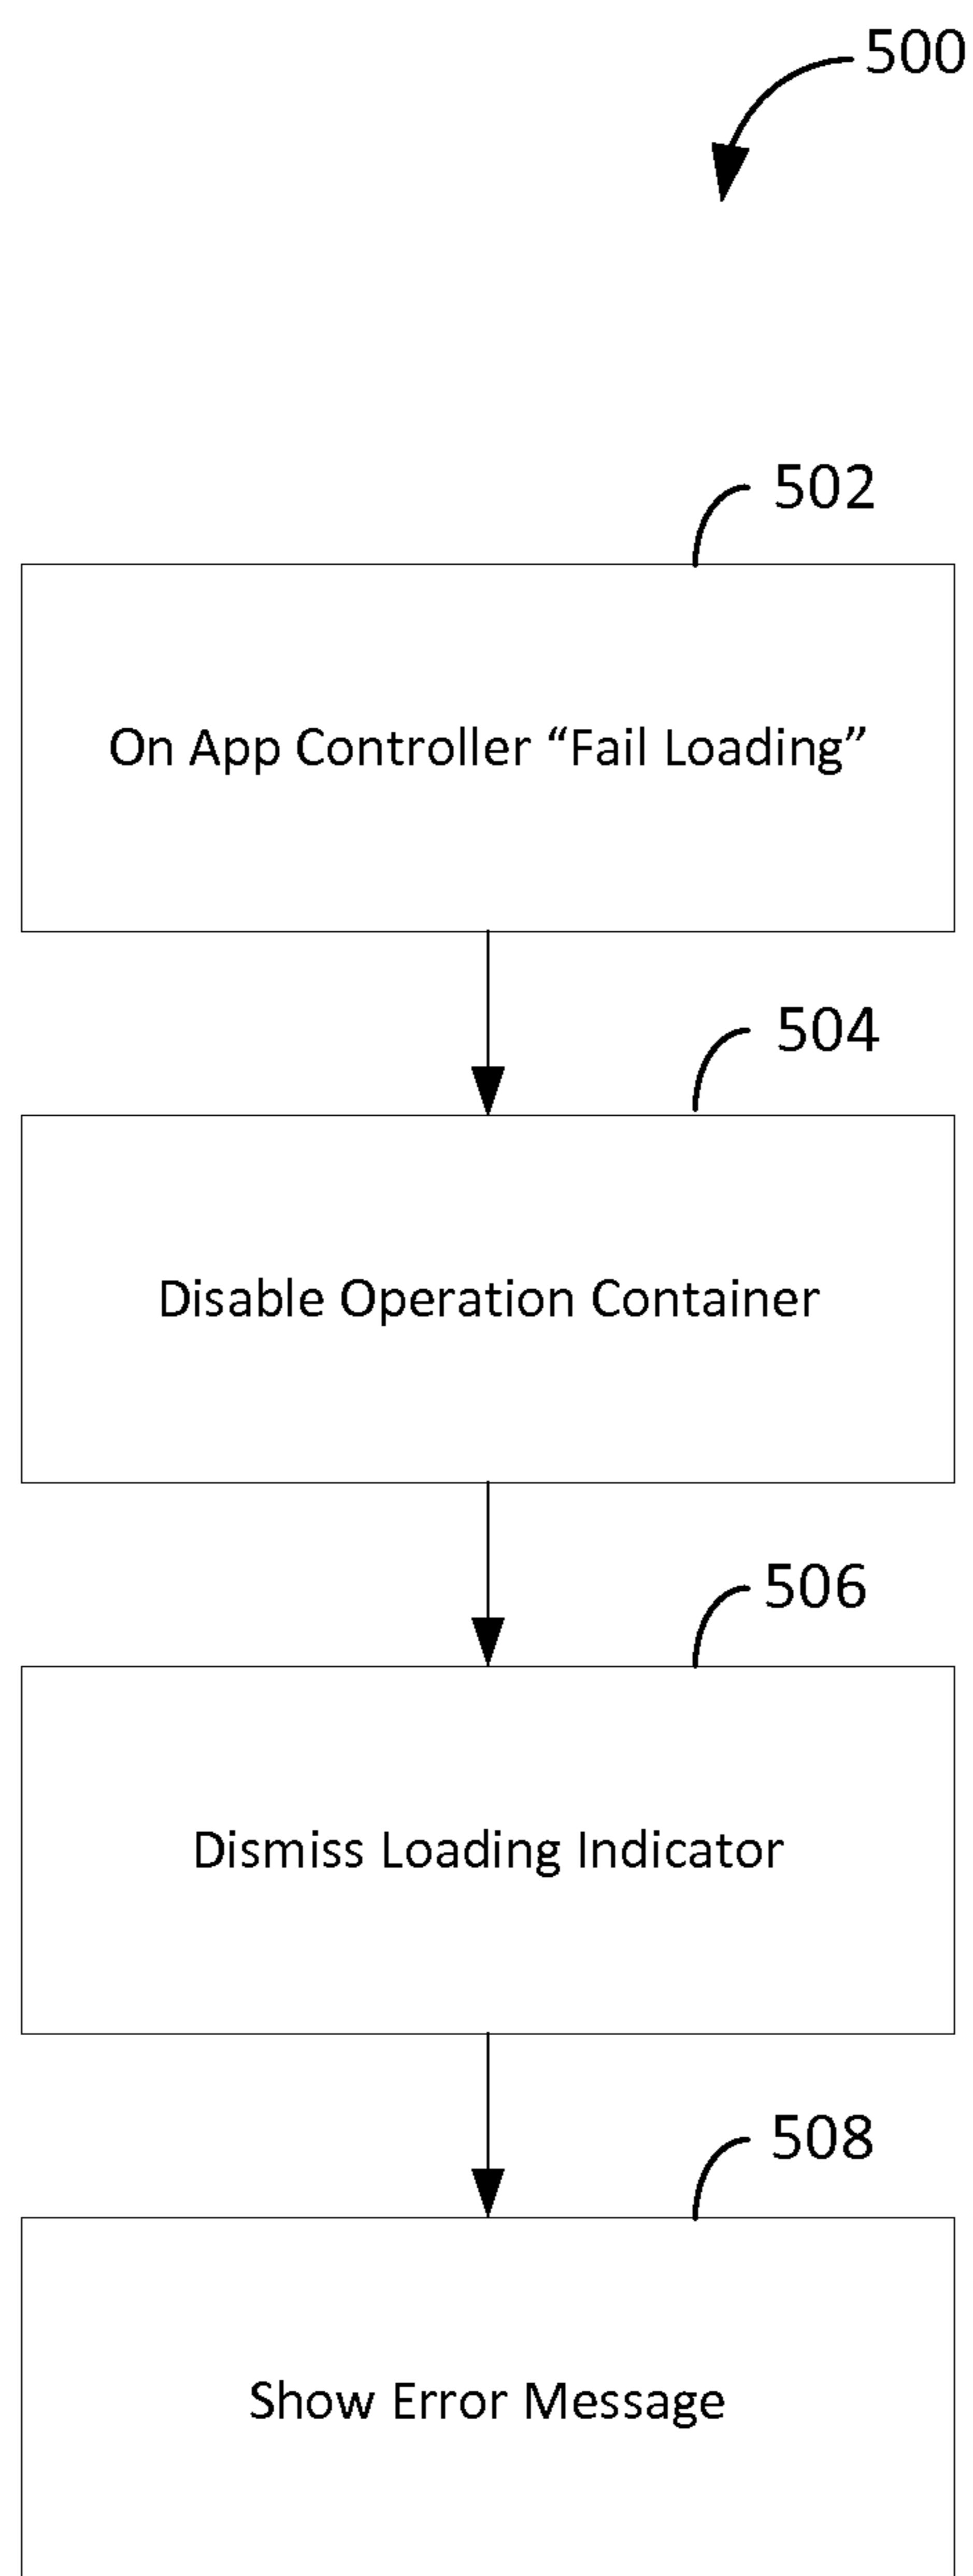 500
502
On App Controller “Fail Loading”
504
Disable Operation Container
506
Dismiss Loading Indicator
508
Show Error Message